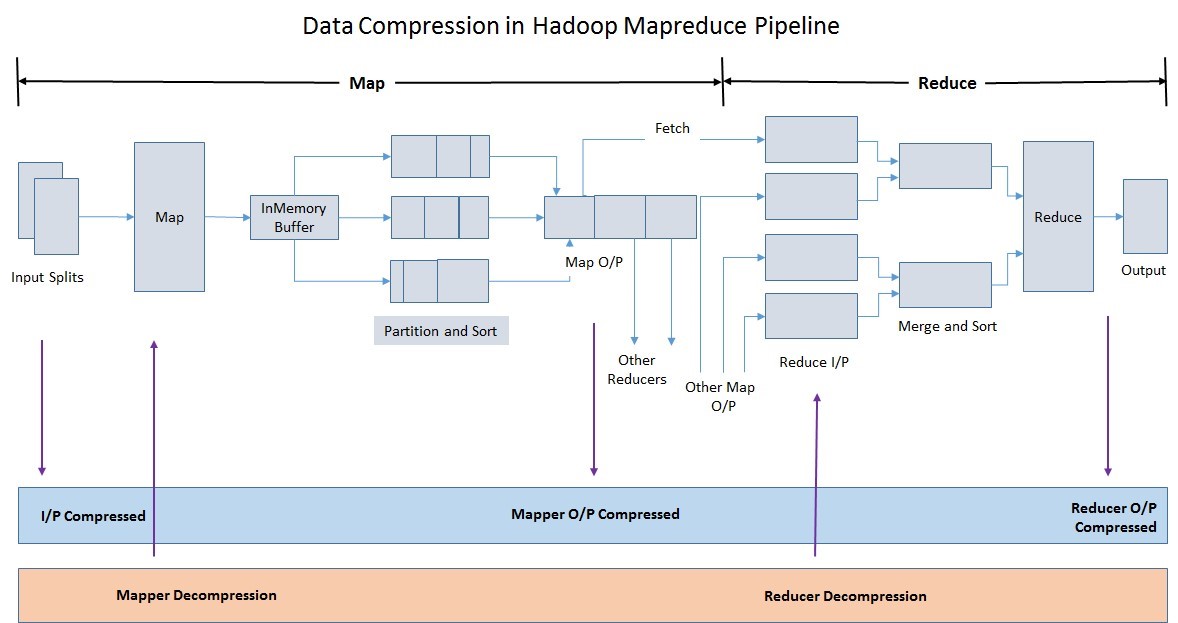 Data Compression in Hadoop Mapreduce Pipeline
Map
Reduce
Fetch
Input Splits
Map
InMemory
Buffer
Partition and Sort
Map O/P
Other
Reducers
Other Map
O/P
Reduce I/P
Merge and Sort
Reduce
Output
I/P Compressed
Mapper O/P Compressed
Reducer O/P
Compressed
Mapper Decompression
Reducer Decompression